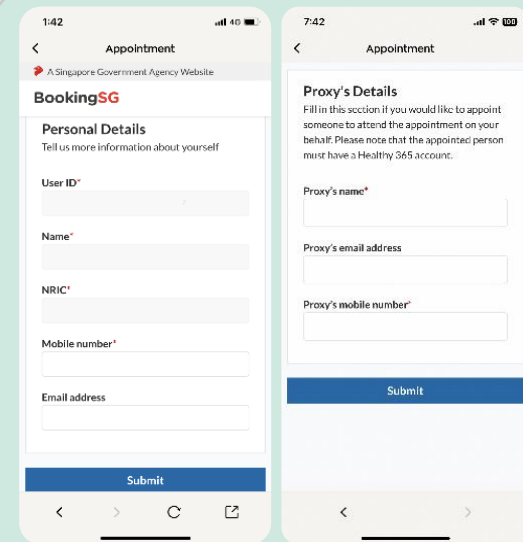 1:42
4G
Appointment
A Singapore Government Agency Website
BookingSG
Personal Details
Tell us more information about yourself
User ID*
Name*
NRIC*
Mobile number*
Email address
Submit
7:42
100
Appointment
Proxy's Details
Fill in this section if you would like to appoint
someone to attend the appointment on your
behalf. Please note that the appointed person
must have a Healthy 365 account.
Proxy's name*
Proxy's email address
Proxy's mobile number*
Submit